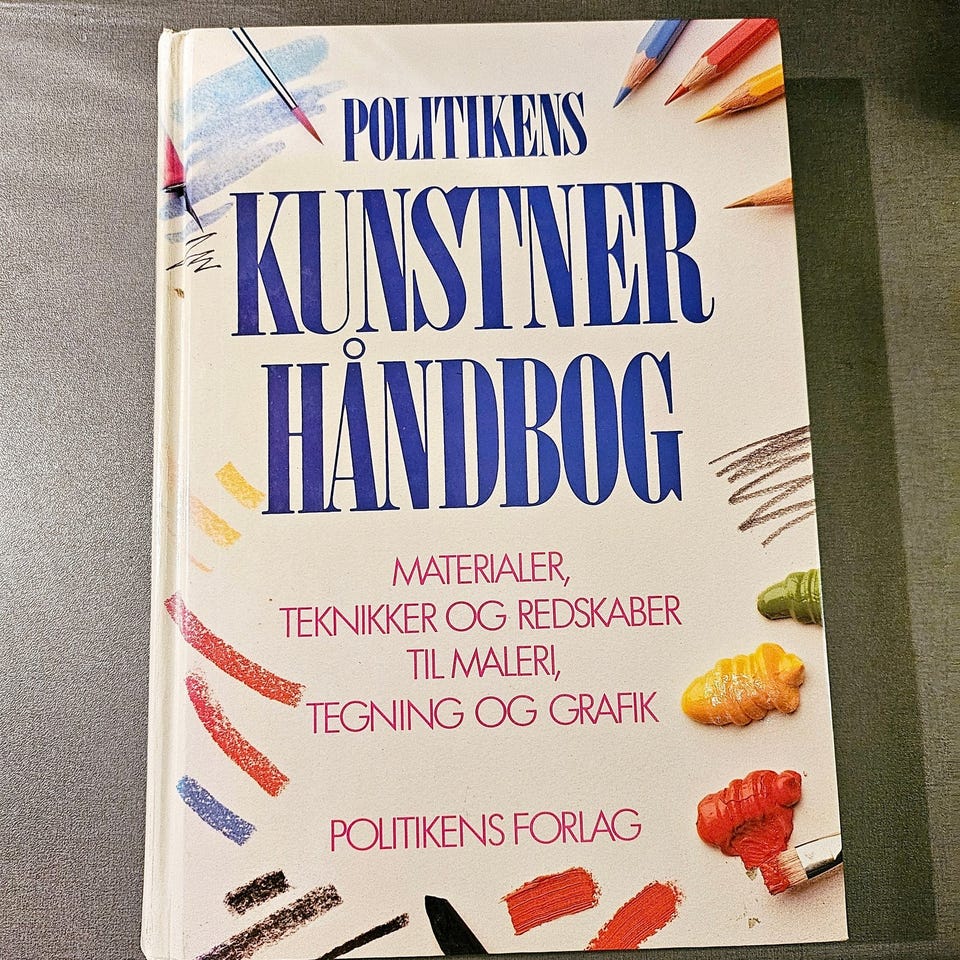 POLITIKENS
KUNSTNER
HÅNDBOG
MATERIALER,
TEKNIKKER OG REDSKABER
TIL MALERI,
TEGNING OG GRAFIK
POLITIKENS FORLAG